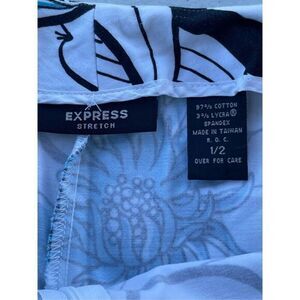 EXPRESS
STRETCH
97% COTTON
3% LYCRA®
SPANDEX
MADE IN TAIWAN
R. O. C.
1/2
OVER FOR CARE